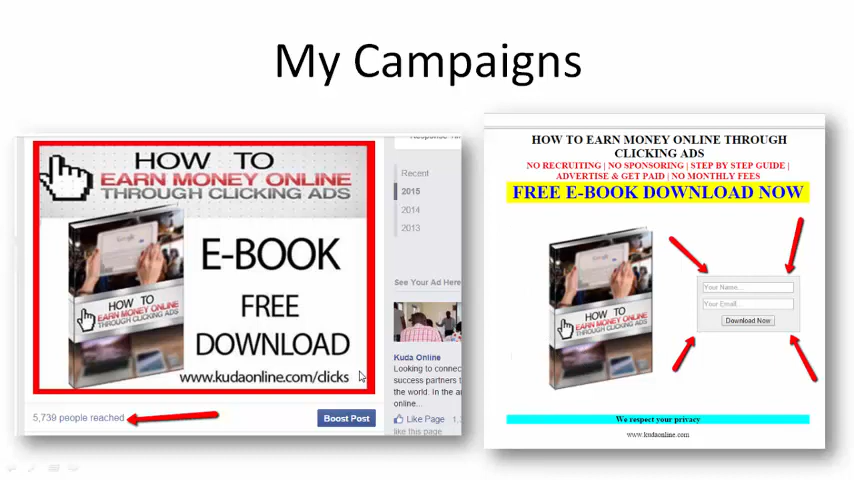 My Campaigns
HOW TO
EARN MONEY ONLINE
THROUGH CLICKING ADS
E-BOOK
FREE
DOWNLOAD
HOW TO
EARN MONEY ONLINE
THROUGH CLICKING ADS
www.kudaonline.com/clicks
5,739 people reached
Boost Post
Recent
2015
2014
2013
See Your Ad Here
Kuda Online
Looking to connec
success partners t
world. In the a
online...
Like Page
like this page
HOW TO EARN MONEY ONLINE THROUGH
CLICKING ADS
NO RECRUITING | NO SPONSORING | STEP BY STEP GUIDE |
ADVERTISE & GET PAID | NO MONTHLY FEES
FREE E-BOOK DOWNLOAD NOW
HOW TO
EARN MONEY ONLINE
THROUGH CLICKING ADS
Your Name...
Your Email...
Download Now
We respect your privacy
www.kudaonline.com